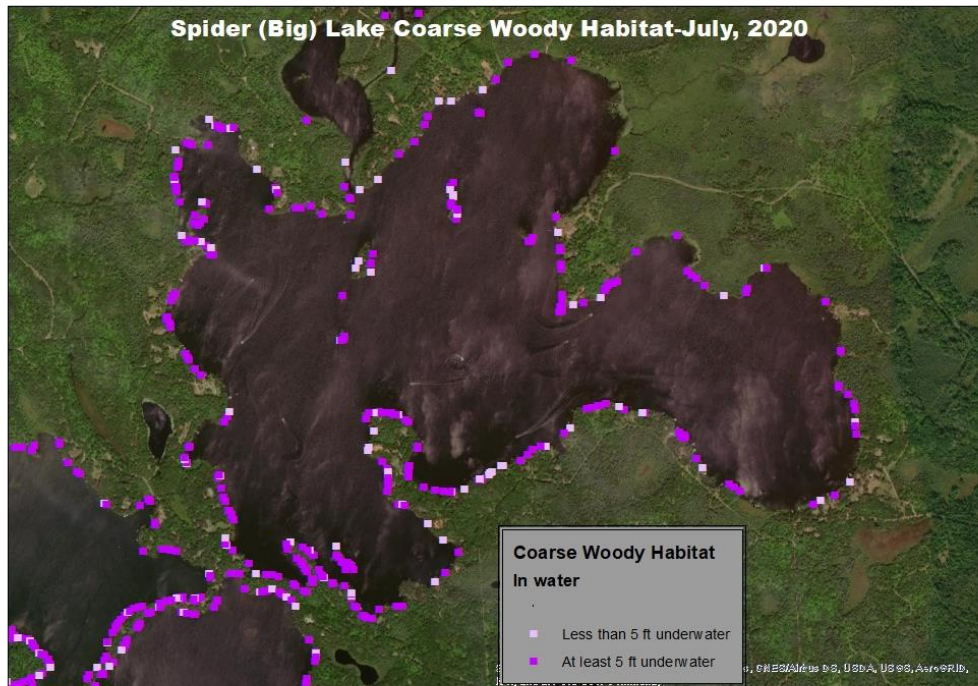 Spider (Big) Lake Coarse Woody Habitat-July, 2020
Coarse Woody Habitat
In water
Less than 5 ft underwater
At least 5 ft underwater
USDA, USGS, AeroGRID,